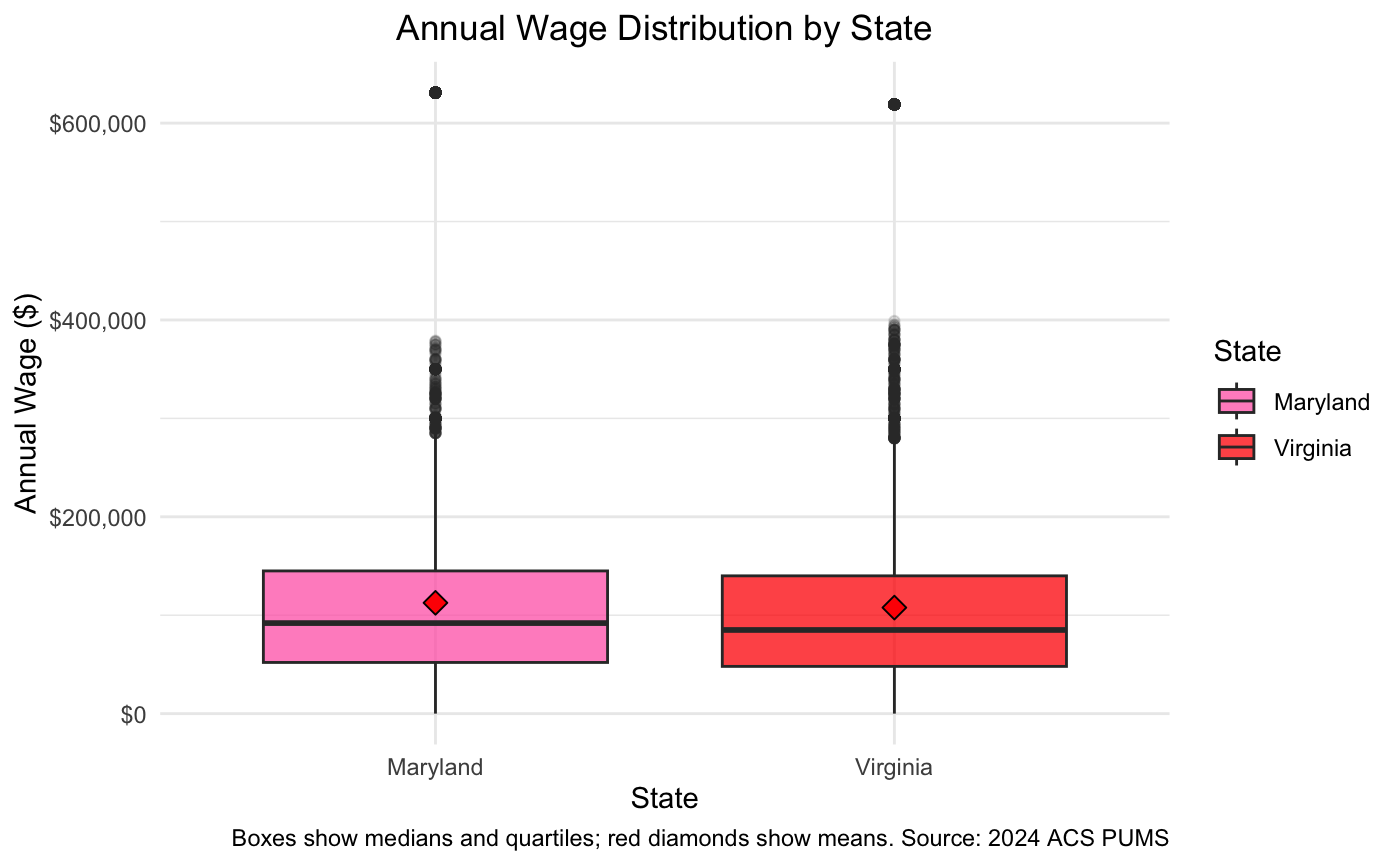 Annual Wage Distribution by State
Annual Wage ($)
$600,000
$400,000
$200,000
$0
Maryland
Virginia
State
State
Maryland
Virginia
Boxes show medians and quartiles; red diamonds show means. Source: 2024 ACS PUMS